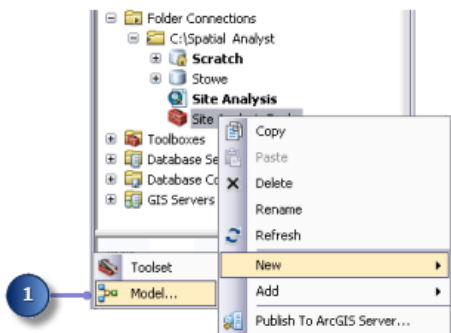 Folder Connections
C:\Spatial Analyst
Scratch
Stowe
Site Analysis
Site
Toolboxes
Database Se
Database Co
GIS Servers
Copy
Paste
Delete
Rename
Refresh
New
Add
Publish To ArcGIS Server...
Toolset
1 Model...